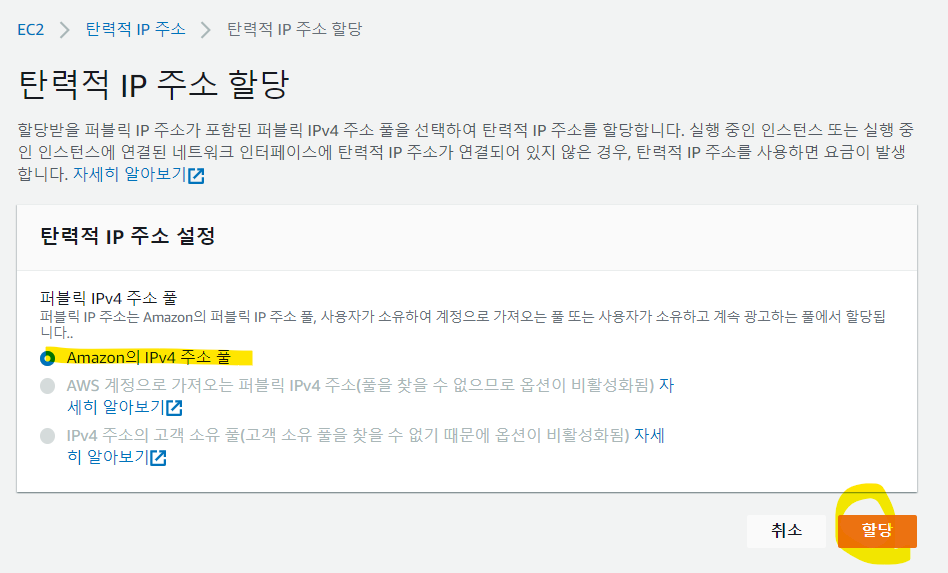 EC2 > 탄력적 IP 주소 > 탄력적 IP 주소 할당
탄력적 IP 주소 할당
할당받을 퍼블릭 IP 주소가 포함된 퍼블릭 IPv4 주소 풀을 선택하여 탄력적 IP 주소를 할당합니다. 실행 중인 인스턴스 또는 실행 중
인 인스턴스에 연결된 네트워크 인터페이스에 탄력적 IP 주소가 연결되어 있지 않은 경우, 탄력적 IP 주소를 사용하면 요금이 발생
합니다. 자세히 알아보기
탄력적 IP 주소 설정
퍼블릭 IPv4 주소 풀
퍼블릭 IP 주소는 Amazon의 퍼블릭 IP 주소 풀, 사용자가 소유하여 계정으로 가져오는 풀 또는 사용자가 소유하고 계속 광고하는 풀에서 할당됩
니다..
Amazon의 IPv4 주소 풀
AWS 계정으로 가져오는 퍼블릭 IPv4 주소(풀을 찾을 수 없으므로 옵션이 비활성화됨) 자
세히 알아보기
IPv4 주소의 고객 소유 풀(고객 소유 풀을 찾을 수 없기 때문에 옵션이 비활성화됨) 자세
히 알아보기
취소
할당